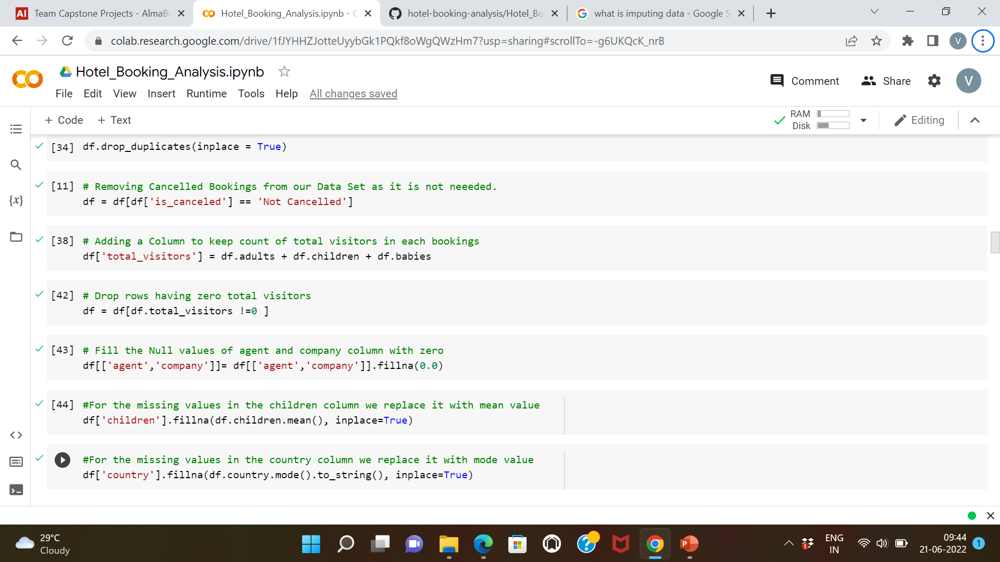 Team Capstone Projects - AlmaBe
Hotel_Booking_Analysis.ipynb - C
hotel-booking-analysis/Hotel_Bo
what is imputing data - Google S
colab.research.google.com/drive/1fJYHHZJotteUyybGk1PQkf8oWgQWzHm7?usp=sharing#scrollTo=-g6UKQcK_nrB
V
Hotel_Booking_Analysis.ipynb
Comment
Share
V
File Edit View Insert Runtime Tools Help All changes saved
+ Code + Text
RAM
Disk
Editing
[34] df.drop_duplicates(inplace = True)
[11] # Removing Cancelled Bookings from our Data Set as it is not neeeded.
df = df[df['is_canceled'] == 'Not Cancelled']
{x}
[38] # Adding a Column to keep count of total visitors in each bookings
df['total_visitors'] = df.adults + df.children + df.babies
[42] # Drop rows having zero total visitors
df = df[df.total_visitors !=0 ]
[43] # Fill the Null values of agent and company column with zero
df[['agent','company']]= df[['agent','company']].fillna(0.0)
[44] #For the missing values in the children column we replace it with mean value
df['children'].fillna(df.children.mean(), inplace=True)
#For the missing values in the country column we replace it with mode value
df['country'].fillna(df.country.mode().to_string(), inplace=True)
29°C
Cloudy
ENG
IN
09:44
21-06-2022
1